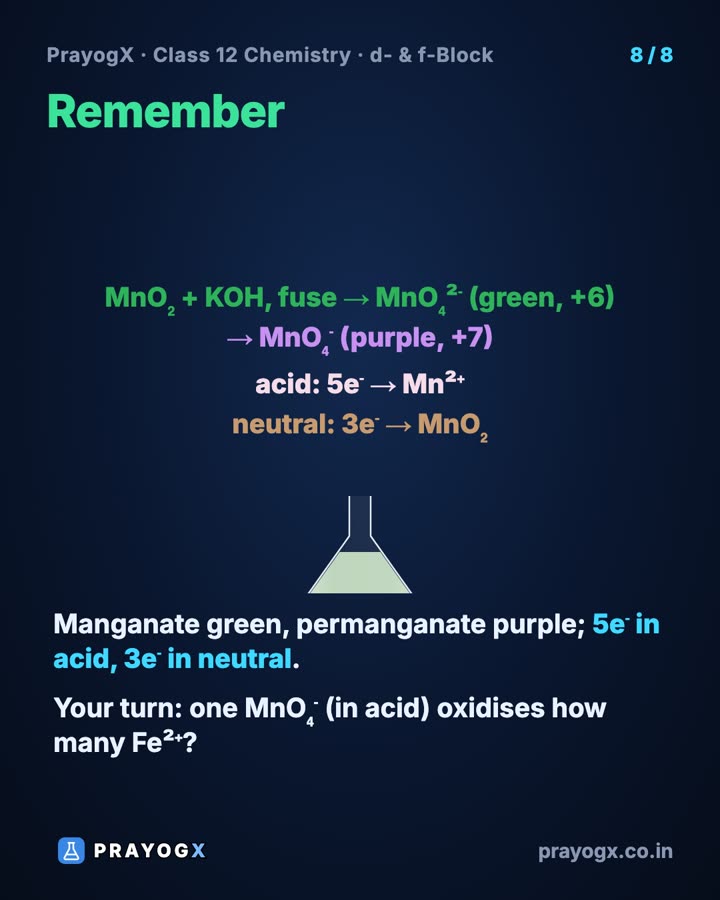 PrayogX · Class 12 Chemistry · d- & f-Block
8 / 8
Remember
MnO₂ + KOH, fuse → MnO₄²⁻ (green, +6)
→ MnO₄⁻ (purple, +7)
acid: 5e⁻ → Mn²⁺
neutral: 3e⁻ → MnO₂
Manganate green, permanganate purple; 5e⁻ in
acid, 3e⁻ in neutral.
Your turn: one MnO₄⁻ (in acid) oxidises how
many Fe²⁺?
PRAYOGX
prayogx.co.in